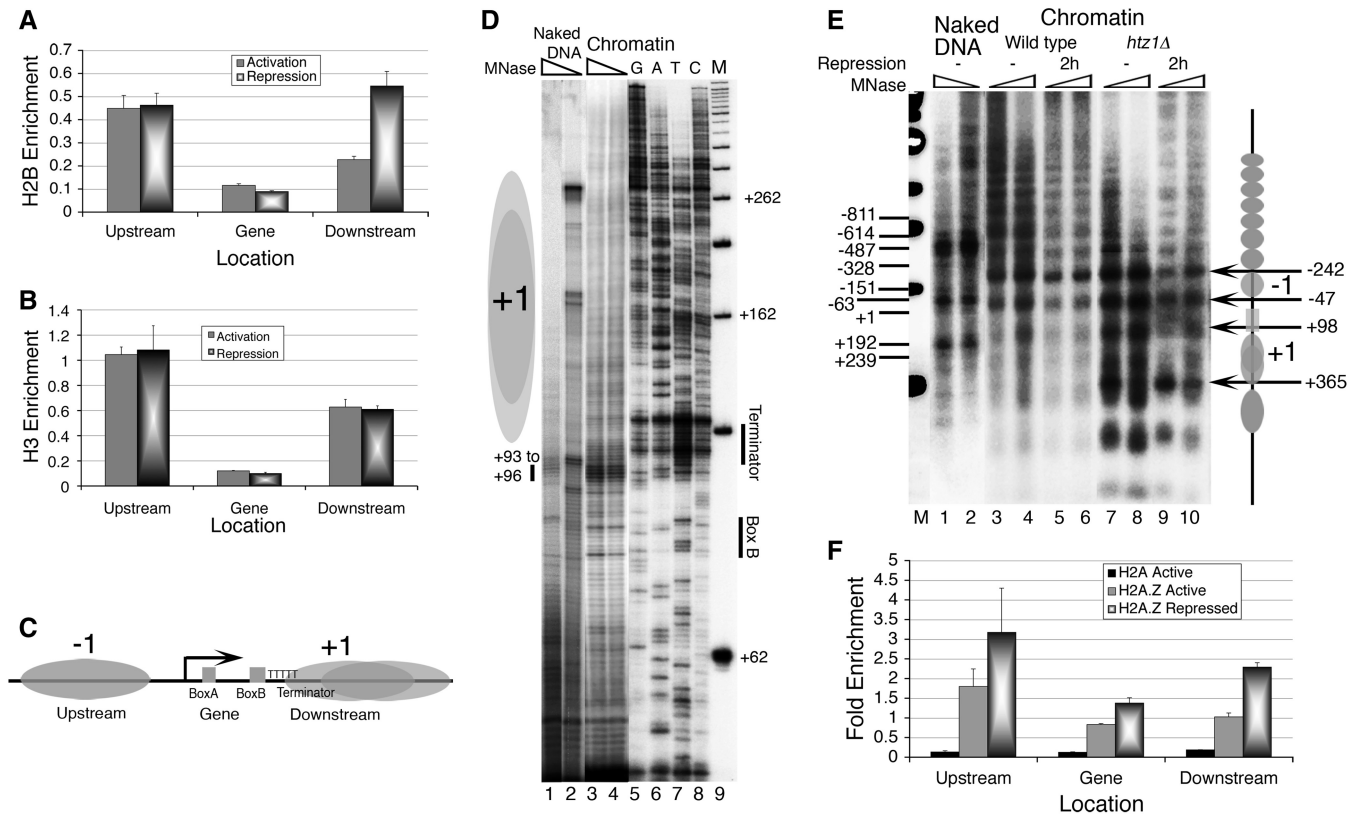 A
H2B Enrichment
0.7
0.6
0.5
0.4
0.3
0.2
0.1
0
Activation
Repression
Upstream
Gene
Downstream
Location
B
H3 Enrichment
1.4
1.2
1
0.8
0.6
0.4
0.2
0
Activation
Repression
Upstream
Gene
Downstream
Location
C
-1
+1
BoxA
BoxB
TTTTT
Terminator
Upstream
Gene
Downstream
D
Naked
DNA
Chromatin
MNase
G A T C M
+1
+93 to
+96
+262
+162
+62
Terminator
Box B
1 2 3 4 5 6 7 8 9
E
Naked
DNA
Chromatin
Wild type
htz1Δ
Repression - - 2h - 2h
MNase
-811
-614
-487
-328
-151
-63
+1
+192
+239
-242
-1
-47
+98
+1
+365
M 1 2 3 4 5 6 7 8 9 10
F
Fold Enrichment
5
4.5
4
3.5
3
2.5
2
1.5
1
0.5
0
H2A Active
H2A.Z Active
H2A.Z Repressed
Upstream
Gene
Downstream
Location